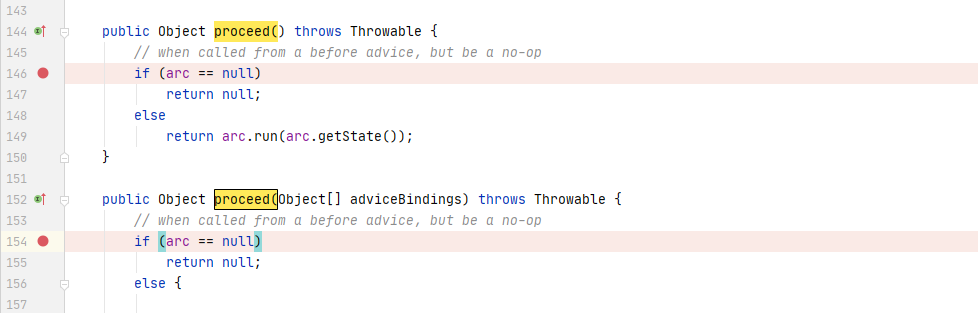 143
144 public Object proceed() throws Throwable {
145 // when called from a before advice, but be a no-op
146 if (arc == null)
147 return null;
148 else
149 return arc.run(arc.getState());
150 }
151
152 public Object proceed(Object[] adviceBindings) throws Throwable {
153 // when called from a before advice, but be a no-op
154 if (arc == null)
155 return null;
156 else {
157